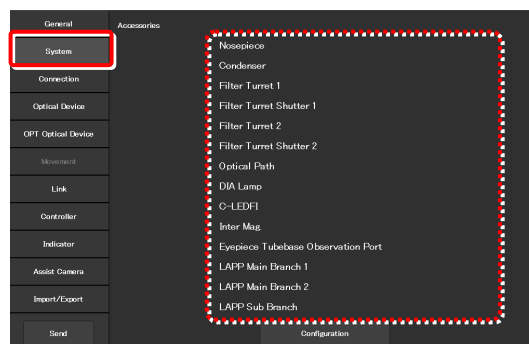 General
System
Connection
Optical Device
OPT Optical Device
Movement
Link
Controller
Indicator
Assist Camera
Import/Export
Send
Accessories
Nosepiece
Condenser
Filter Turret 1
Filter Turret Shutter 1
Filter Turret 2
Filter Turret Shutter 2
Optical Path
DIA Lamp
C-LEDFI
Inter Mag.
Eyepiece Tubebase Observation Port
LAPP Main Branch 1
LAPP Main Branch 2
LAPP Sub Branch
Configuration